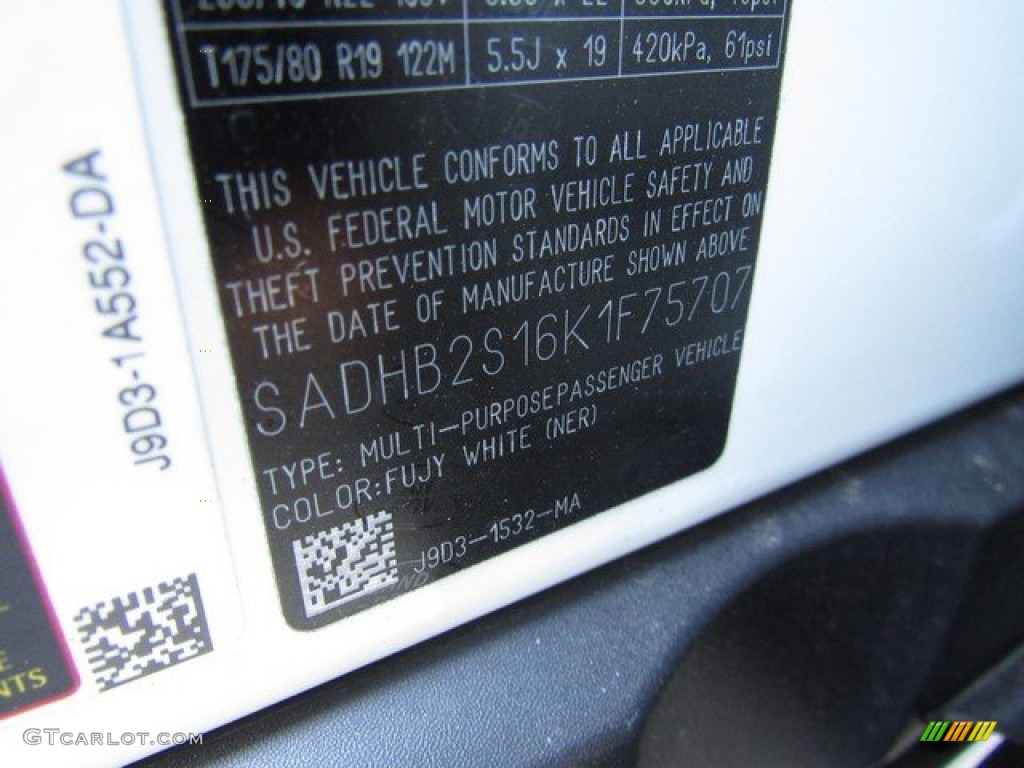 T175/80 R19 122M 5.5J x 19 420kPa, 61psi
THIS VEHICLE CONFORMS TO ALL APPLICABLE
U.S. FEDERAL MOTOR VEHICLE SAFETY AND
THEFT PREVENTION STANDARDS IN EFFECT ON
THE DATE OF MANUFACTURE SHOWN ABOVE
SADHB2S16K1F75707
TYPE: MULTI-PURPOSEPASSENGER VEHICLE
COLOR:FUJY WHITE (NER)
J9D3-1532-MA
J9D3-1A552-DA
GTCARLOT.COM